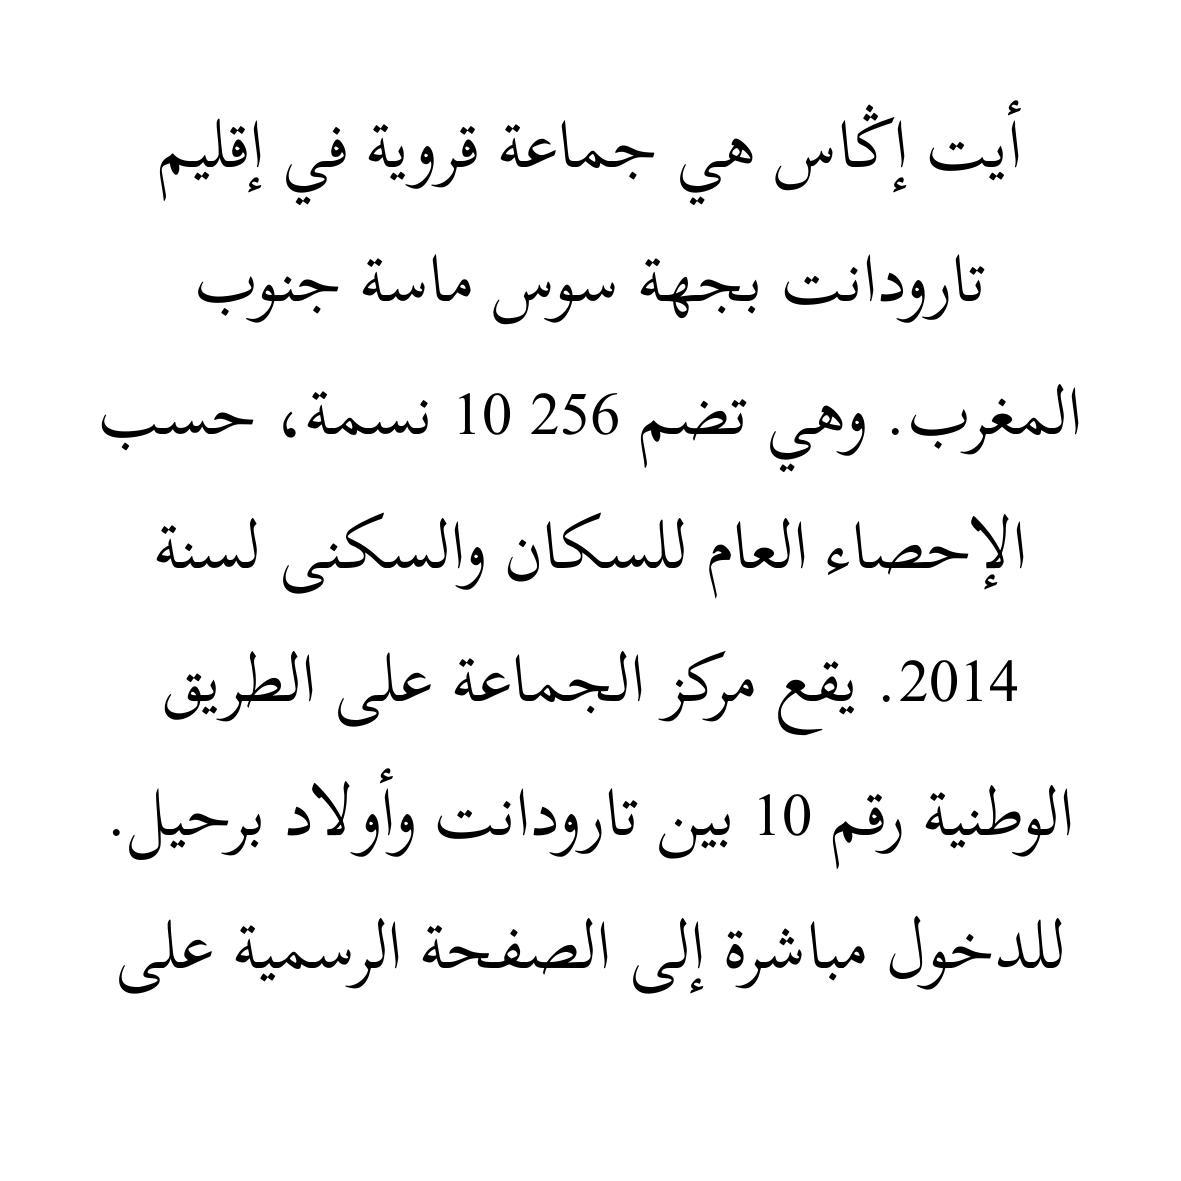 أيت إڭاس هي جماعة قروية في إقليم
تارودانت بجهة سوس ماسة جنوب
المغرب. وهي تضم 256 10 نسمة، حسب
الإحصاء العام للسكان والسكنى لسنة
2014. يقع مركز الجماعة على الطريق
الوطنية رقم 10 بين تارودانت وأولاد برحيل.
للدخول مباشرة إلى الصفحة الرسمية على